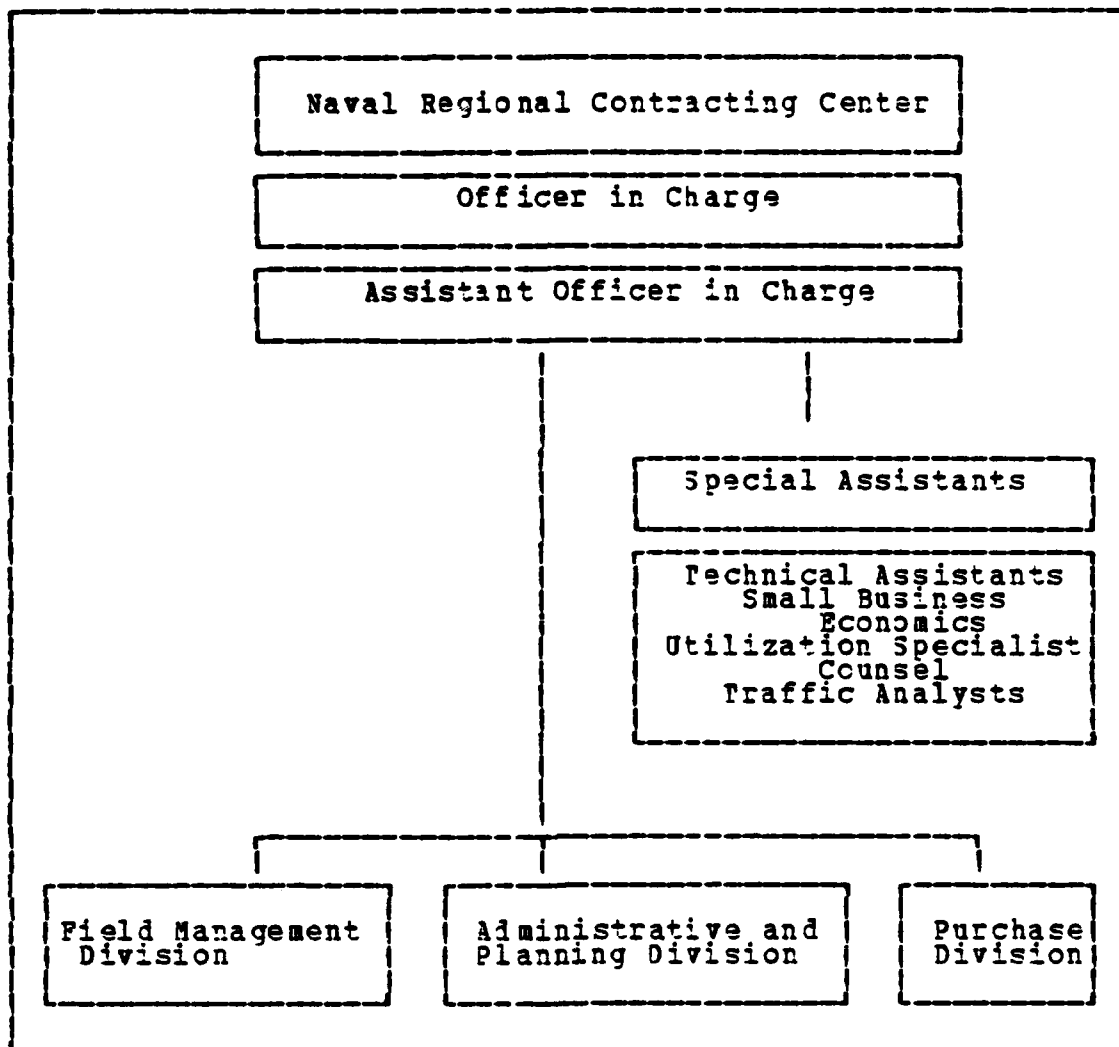 Naval Regional Contracting Center
Officer in Charge
Assistant Officer in Charge
Special Assistants
Technical Assistants
Small Business
Economics
Utilization Specialist
Counsel
Traffic Analysts
Field Management
Division
Administrative and
Planning Division
Purchase
Division